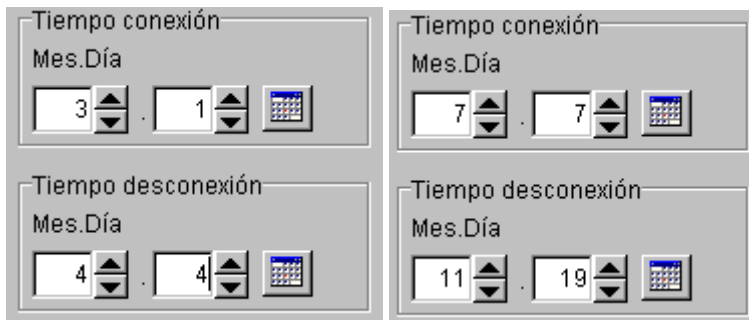 Tiempo conexión
Mes.Día
3 . 1
Tiempo desconexión
Mes.Día
4 . 4
Tiempo conexión
Mes.Día
7 . 7
Tiempo desconexión
Mes.Día
11 . 19